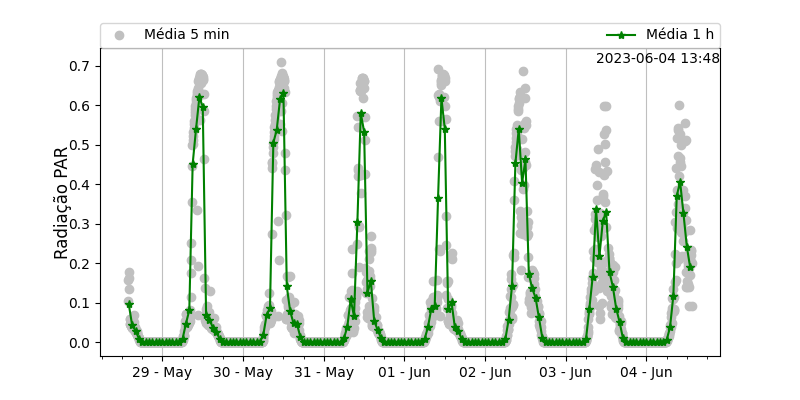 Média 5 min
Média 1 h
2023-06-04 13:48
Radiação PAR
0.7
0.6
0.5
0.4
0.3
0.2
0.1
0.0
29 - May
30 - May
31 - May
01 - Jun
02 - Jun
03 - Jun
04 - Jun